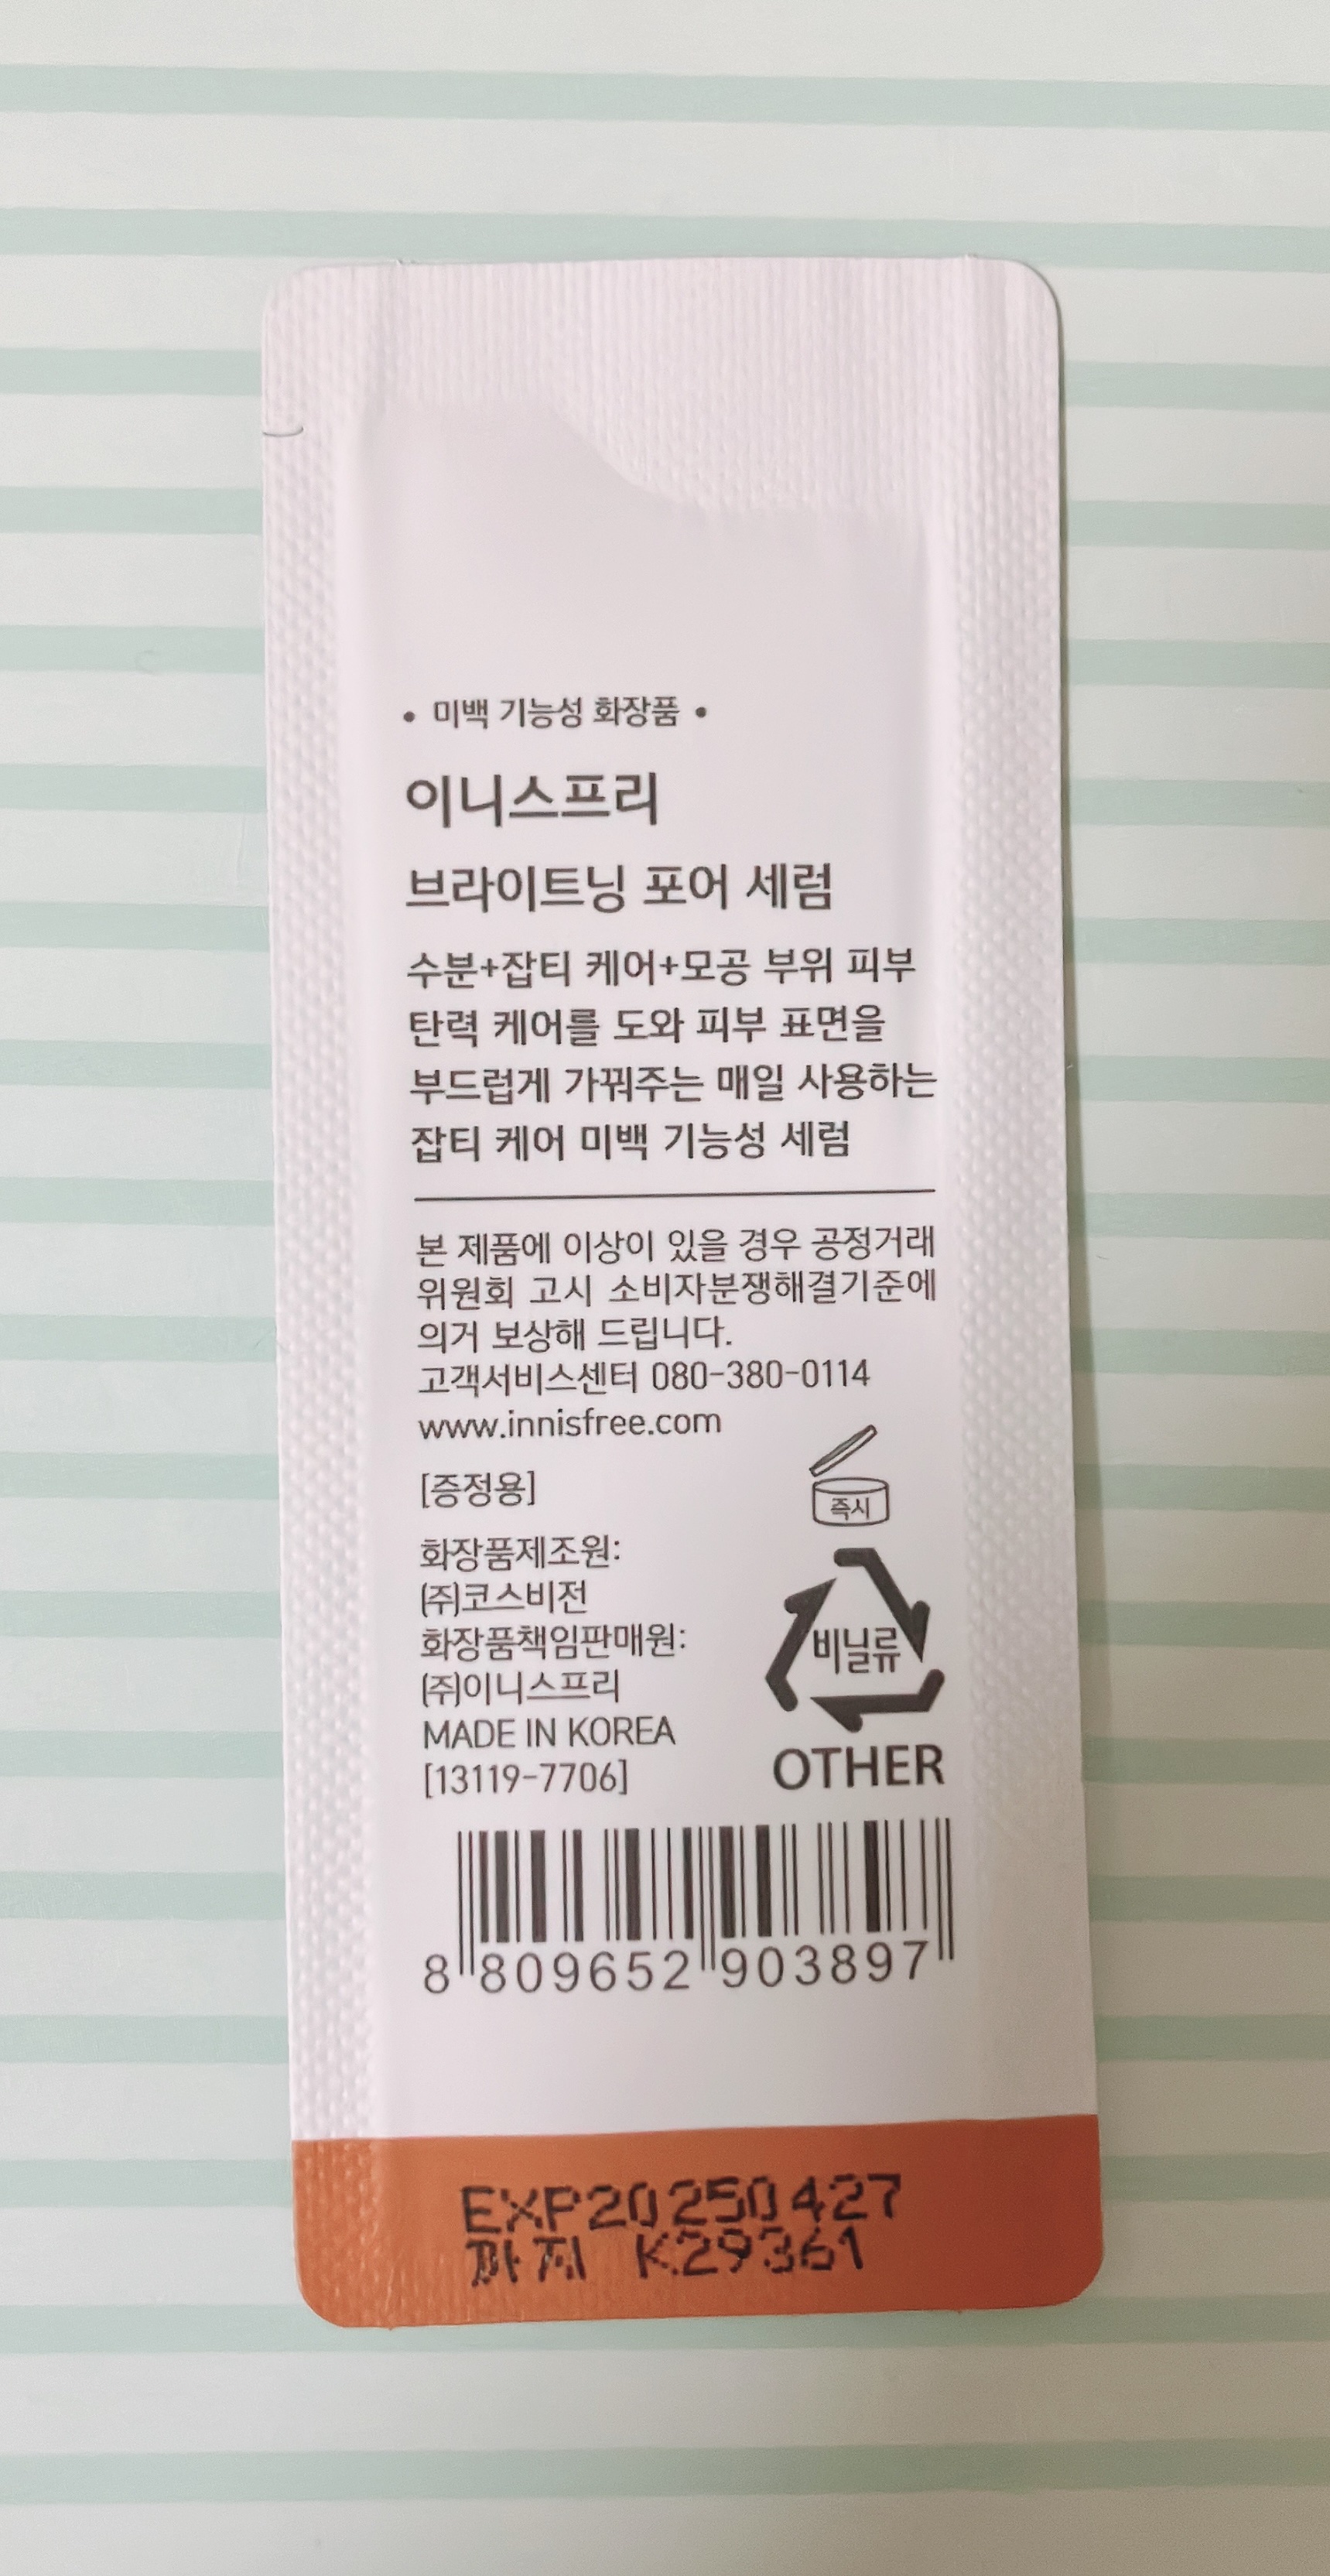 • 미백 기능성 화장품 •
이니스프리
브라이트닝 포어 세럼
수분+잡티 케어+모공 부위 피부
탄력 케어를 도와 피부 표면을
부드럽게 가꿔주는 매일 사용하는
잡티 케어 미백 기능성 세럼
본 제품에 이상이 있을 경우 공정거래
위원회 고시 소비자분쟁해결기준에
의거 보상해 드립니다.
고객서비스센터 080-380-0114
www.innisfree.com
[증정용]
즉시
화장품제조원:
(주)코스비전
화장품책임판매원:
(주)이니스프리
MADE IN KOREA
[13119-7706]
비닐류
OTHER
8 809652 903897
EXP20250427
까지 K29361